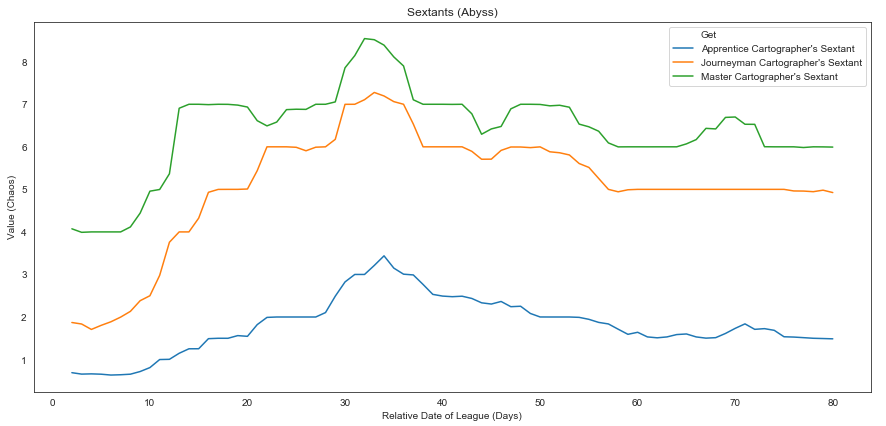 Sextants (Abyss)
Get
Apprentice Cartographer's Sextant
Journeyman Cartographer's Sextant
Master Cartographer's Sextant
Value (Chaos)
8
7
6
5
4
3
2
1
0 10 20 30 40 50 60 70 80
Relative Date of League (Days)